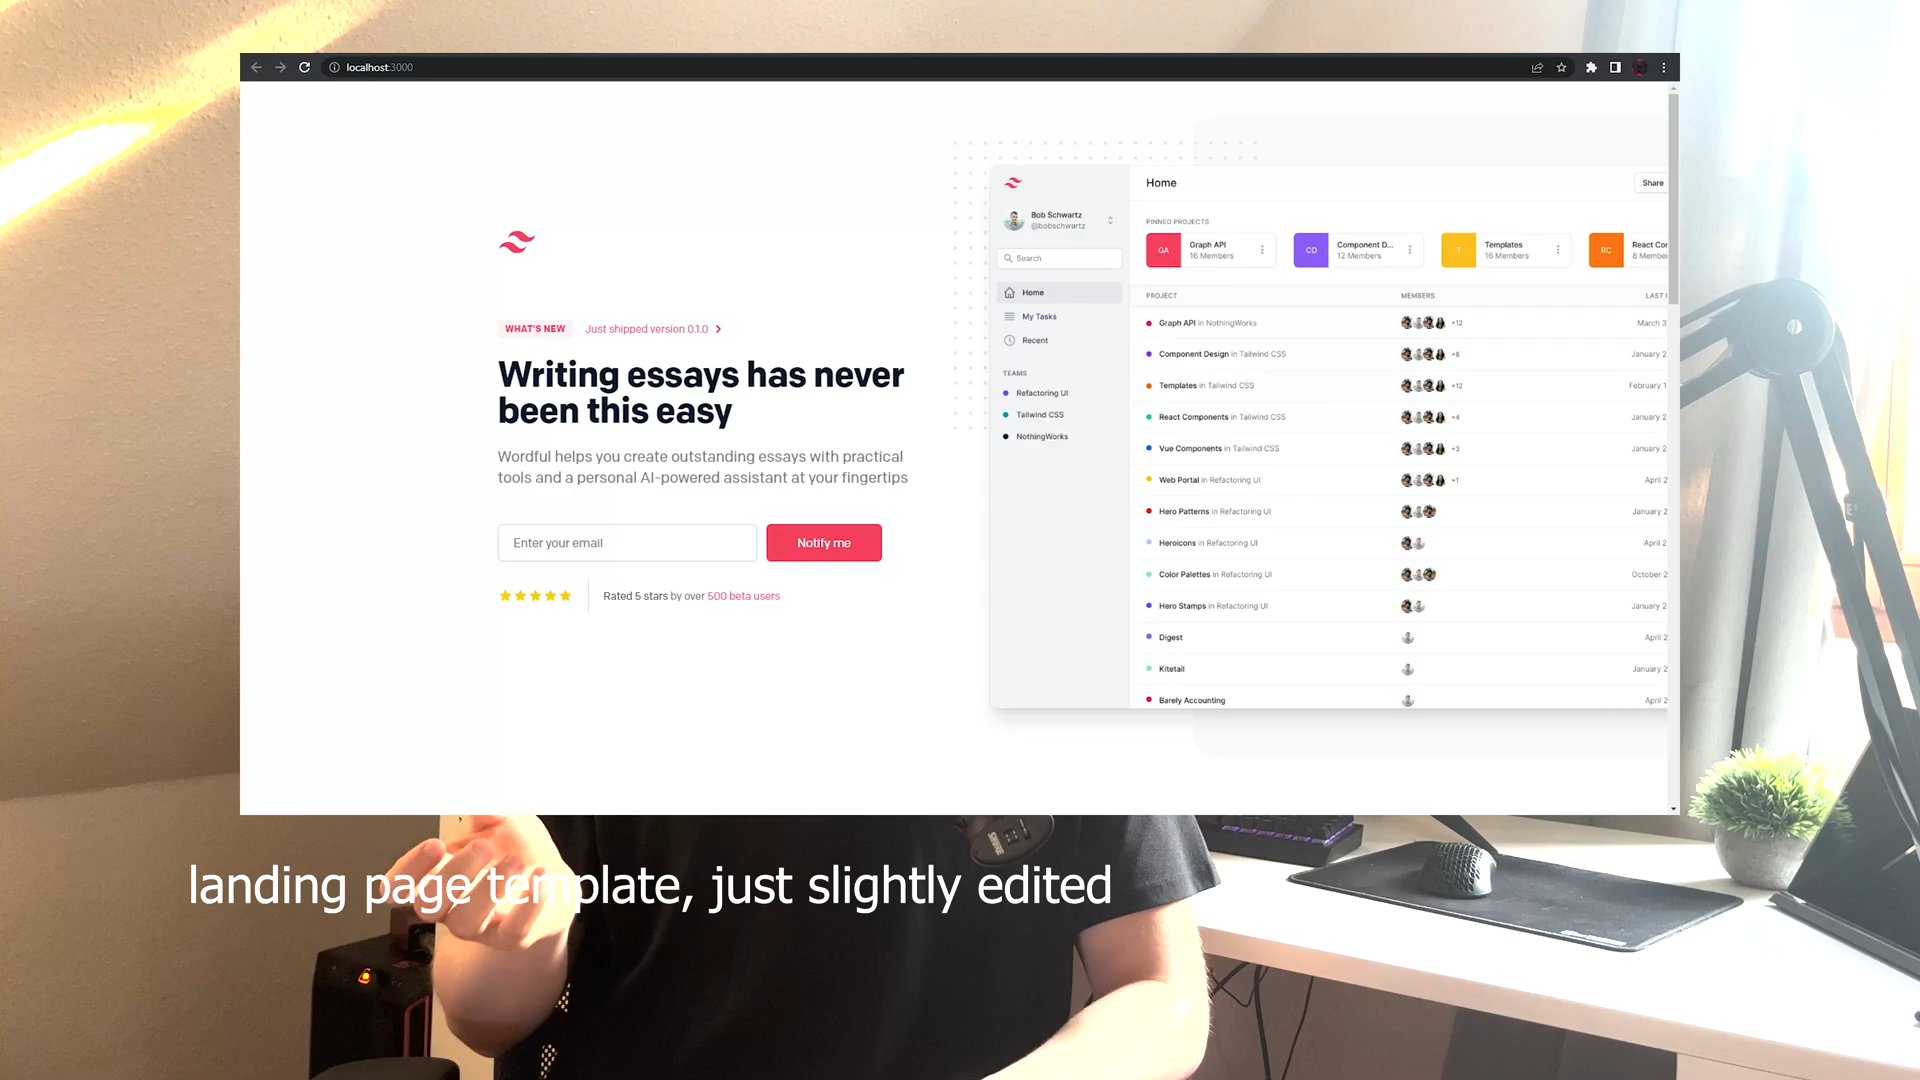 localhost:3000
WHAT'S NEW
Just shipped version 0.1.0
Writing essays has never
been this easy
Wordful helps you create outstanding essays with practical
tools and a personal AI-powered assistant at your fingertips
Enter your email
Notify me
Rated 5 stars by over 500 beta users
Bob Schwartz
@bobschwartz
Search
Home
My Tasks
Recent
TEAMS
Refactoring UI
Tailwind CSS
NothingWorks
Home
Share
PINNED PROJECTS
GA
Graph API
16 Members
CD
Component D...
12 Members
T
Templates
16 Members
RC
React Cor
8 Member
PROJECT MEMBERS LAST
Graph API in NothingWorks +12 March 3
Component Design in Tailwind CSS +8 January 2
Templates in Tailwind CSS +12 February 1
React Components in Tailwind CSS +4 January 2
Vue Components in Tailwind CSS +3 January 2
Web Portal in Refactoring UI +1 April 2
Hero Patterns in Refactoring UI January 2
Heroicons in Refactoring UI April 2
Color Palettes in Refactoring UI October 2
Hero Stamps in Refactoring UI January 2
Digest April 2
Kitetail January 2
Barely Accounting April 2
SHURE
landing page template, just slightly edited